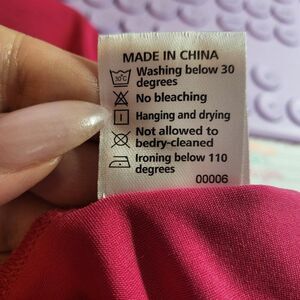 MADE IN CHINA
30°C Washing below 30
degrees
No bleaching
Hanging and drying
Not allowed to
bedry-cleaned
Ironing below 110
degrees
00006